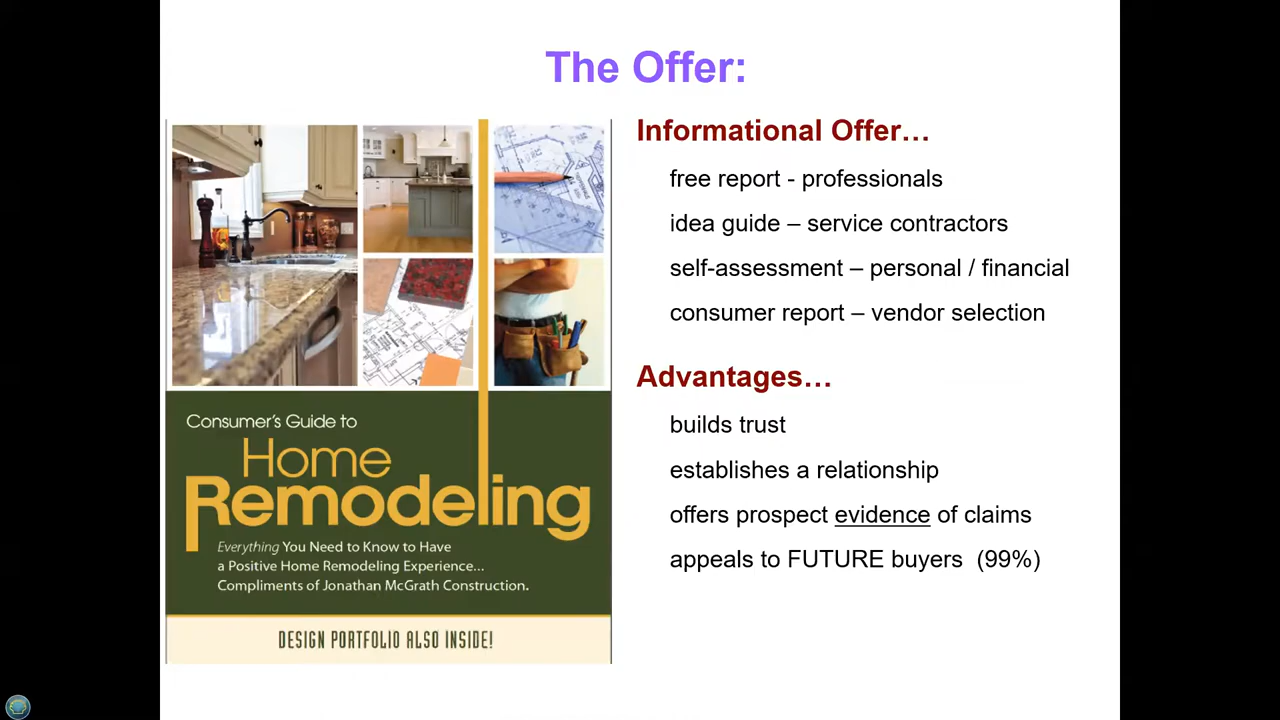 The Offer:
Consumer's Guide to
Home
Remodeling
Everything You Need to Know to Have
a Positive Home Remodeling Experience...
Compliments of Jonathan McGrath Construction.
DESIGN PORTFOLIO ALSO INSIDE!
Informational Offer…
free report - professionals
idea guide – service contractors
self-assessment – personal / financial
consumer report – vendor selection
Advantages…
builds trust
establishes a relationship
offers prospect evidence of claims
appeals to FUTURE buyers (99%)